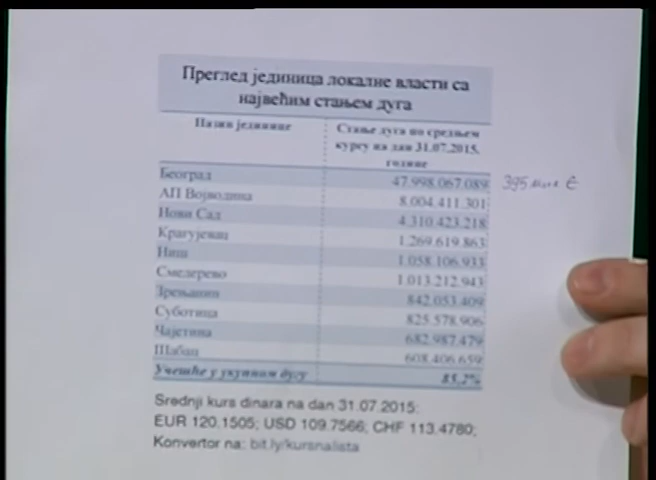 Преглед јединица локалне власти са
највећим стањем дуга
Назив јединице
Стање дуга по средњем
курсу на дан 31.07.2015.
године
Београд 47.998.067.089 395 милиона €
АП Војводина 8.004.411.301
Нови Сад 4.310.423.218
Крагујевац 1.269.619.863
Ниш 1.058.106.933
Смедерево 1.013.212.943
Зрењанин 842.053.409
Суботица 825.578.906
Чајетина 682.987.479
Шабац 608.406.659
Учешће у укупном дугу 85,2%
Srednji kurs dinara na dan 31.07.2015:
EUR 120.1505; USD 109.7566; CHF 113.4780;
Konvertor na: bit.ly/kursnalista